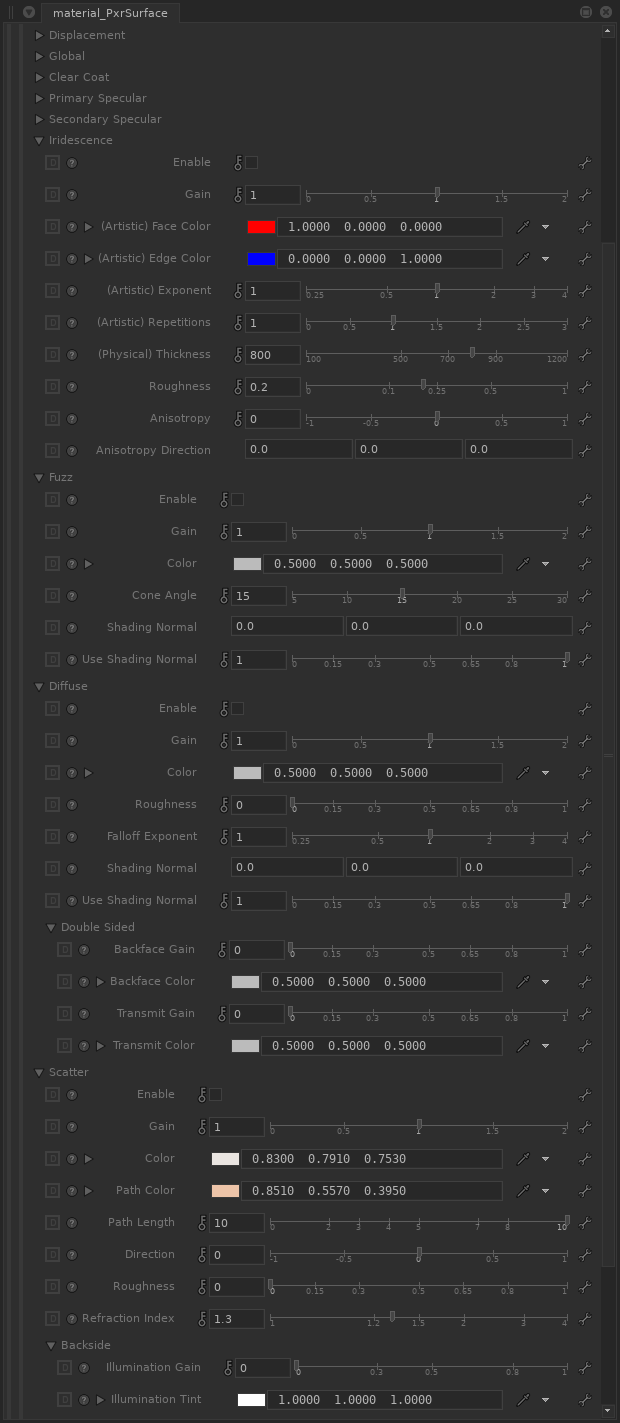 material_PxrSurface
Displacement
Global
Clear Coat
Primary Specular
Secondary Specular
Iridescence
D ? Enable
D ? Gain 1 0 0.5 1 1.5 2
D ? (Artistic) Face Color 1.0000 0.0000 0.0000
D ? (Artistic) Edge Color 0.0000 0.0000 1.0000
D ? (Artistic) Exponent 1 0.25 0.5 1 2 3 4
D ? (Artistic) Repetitions 1 0 0.5 1 1.5 2 2.5 3
D ? (Physical) Thickness 800 100 500 700 900 1200
D ? Roughness 0.2 0 0.1 0.25 0.5 1
D ? Anisotropy 0 -1 -0.5 0 0.5 1
D ? Anisotropy Direction 0.0 0.0 0.0
Fuzz
D ? Enable
D ? Gain 1 0 0.5 1 1.5 2
D ? Color 0.5000 0.5000 0.5000
D ? Cone Angle 15 5 10 15 20 25 30
D ? Shading Normal 0.0 0.0 0.0
D ? Use Shading Normal 1 0 0.15 0.3 0.5 0.65 0.8 1
Diffuse
D ? Enable
D ? Gain 1 0 0.5 1 1.5 2
D ? Color 0.5000 0.5000 0.5000
D ? Roughness 0 0 0.15 0.3 0.5 0.65 0.8 1
D ? Falloff Exponent 1 0.25 0.5 1 2 3 4
D ? Shading Normal 0.0 0.0 0.0
D ? Use Shading Normal 1 0 0.15 0.3 0.5 0.65 0.8 1
Double Sided
D ? Backface Gain 0 0 0.15 0.3 0.5 0.65 0.8 1
D ? Backface Color 0.5000 0.5000 0.5000
D ? Transmit Gain 0 0 0.15 0.3 0.5 0.65 0.8 1
D ? Transmit Color 0.5000 0.5000 0.5000
Scatter
D ? Enable
D ? Gain 1 0 0.5 1 1.5 2
D ? Color 0.8300 0.7910 0.7530
D ? Path Color 0.8510 0.5570 0.3950
D ? Path Length 10 0 2 3 4 5 7 8 10
D ? Direction 0 -1 -0.5 0 0.5 1
D ? Roughness 0 0 0.15 0.3 0.5 0.65 0.8 1
D ? Refraction Index 1.3 1 1.2 1.5 2 3 4
Backside
D ? Illumination Gain 0 0 0.3 0.5 0.8 1
D ? Illumination Tint 1.0000 1.0000 1.0000